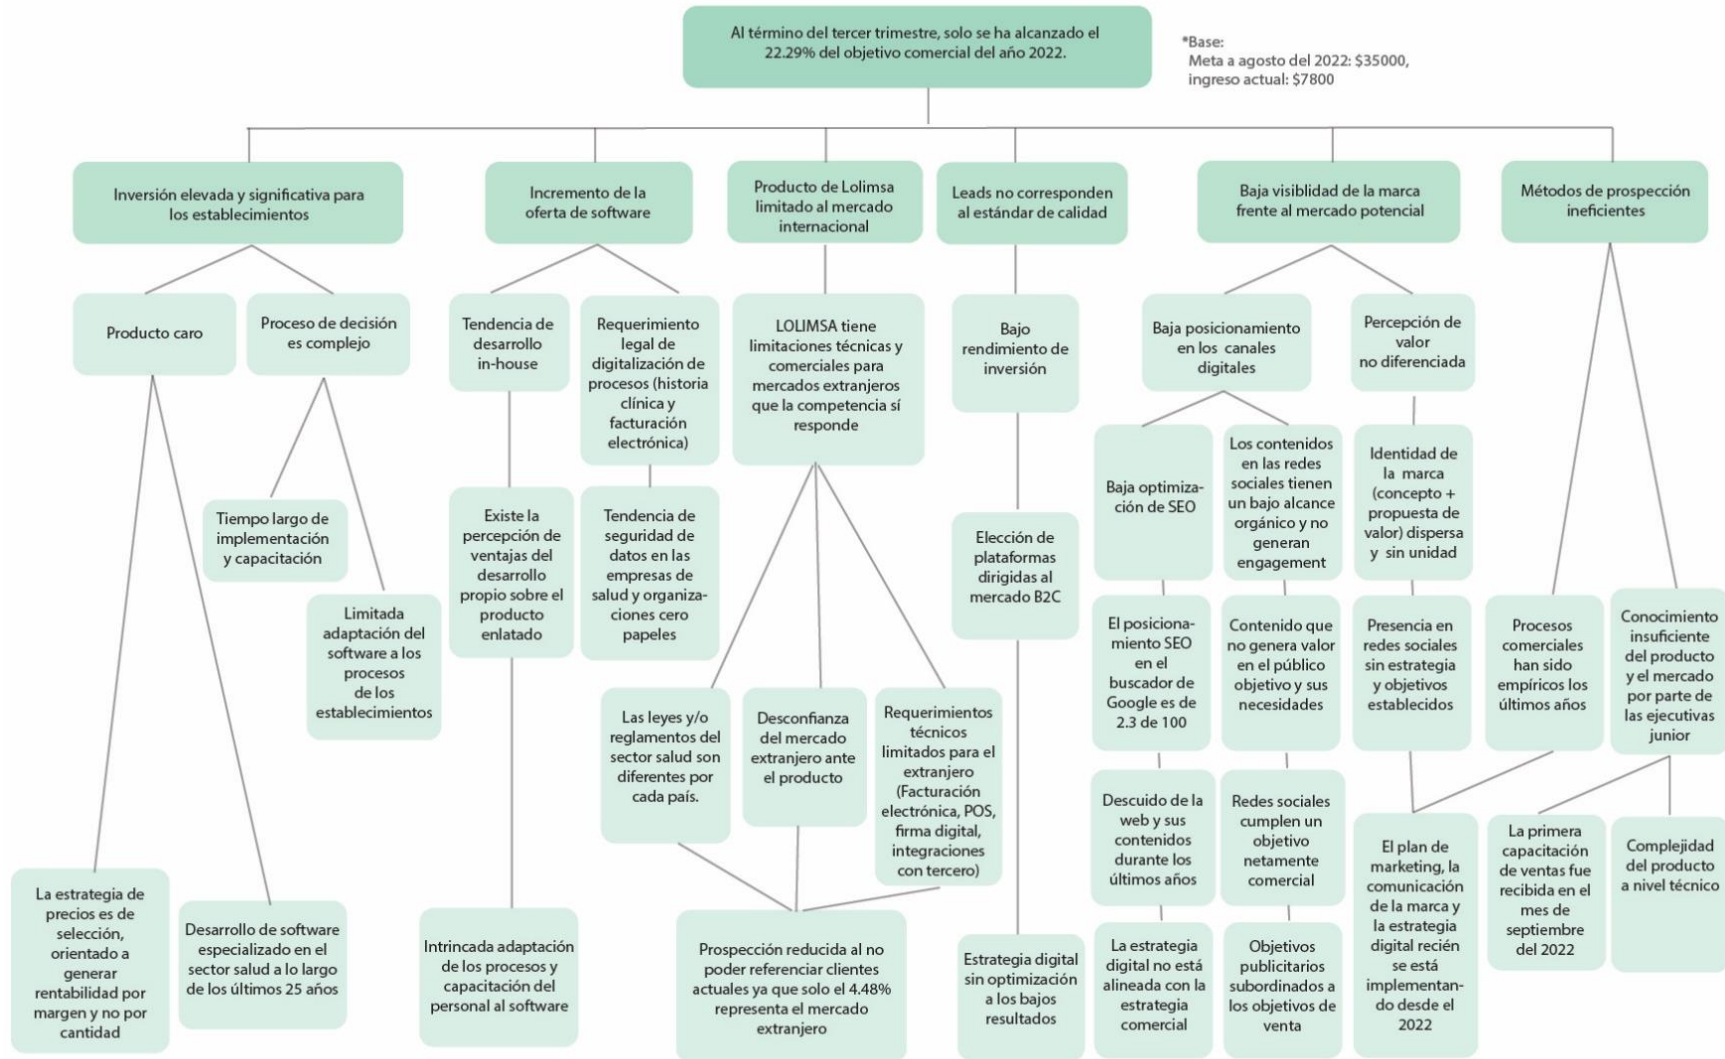 Al término del tercer trimestre, solo se ha alcanzado el
22.29% del objetivo comercial del año 2022.
*Base:
Meta a agosto del 2022: $35000,
ingreso actual: $7800
Inversión elevada y significativa para
los establecimientos
Incremento de la
oferta de software
Producto de Lolimsa
limitado al mercado
internacional
Leads no corresponden
al estándar de calidad
Baja visiblidad de la marca
frente al mercado potencial
Métodos de prospección
ineficientes
Producto caro
Proceso de decisión
es complejo
Tendencia de
desarrollo
in-house
Requerimiento
legal de
digitalización de
procesos (historia
clínica y
facturación
electrónica)
LOLIMSA tiene
limitaciones técnicas y
comerciales para
mercados extranjeros
que la competencia sí
responde
Bajo
rendimiento de
inversión
Baja posicionamiento
en los canales
digitales
Percepción de
valor
no diferenciada
Tiempo largo de
implementación
y capacitación
Limitada
adaptación del
software a los
procesos
de los
establecimientos
Existe la
percepción de
ventajas del
desarrollo
propio sobre el
producto
enlatado
Tendencia de
seguridad de
datos en las
empresas de
salud y organiza-
ciones cero
papeles
Elección de
plataformas
dirigidas al
mercado B2C
Baja optimiza-
ción de SEO
Los contenidos
en las redes
sociales tienen
un bajo alcance
orgánico y no
generan
engagement
Identidad de
la marca
(concepto +
propuesta de
valor) dispersa
y sin unidad
El posiciona-
miento SEO
en el
buscador de
Google es de
2.3 de 100
Contenido que
no genera valor
en el público
objetivo y sus
necesidades
Presencia en
redes sociales
sin estrategia
y objetivos
establecidos
Procesos
comerciales
han sido
empíricos los
últimos años
Conocimiento
insuficiente
del producto
y el mercado
por parte de
las ejecutivas
junior
Las leyes y/o
reglamentos del
sector salud son
diferentes por
cada país.
Desconfianza
del mercado
extranjero ante
el producto
Requerimientos
técnicos
limitados para el
extranjero
(Facturación
electrónica, POS,
firma digital,
integraciones
con tercero)
Descuido de la
web y sus
contenidos
durante los
últimos años
Redes sociales
cumplen un
objetivo
netamente
comercial
El plan de
marketing, la
comunicación
de la marca y
la estrategia
digital recién
se está
implementan-
do desde el
2022
La primera
capacitación
de ventas fue
recibida en el
mes de
septiembre
del 2022
Complejidad
del producto
a nivel técnico
La estrategia de
precios es de
selección,
orientado a
generar
rentabilidad por
margen y no por
cantidad
Desarrollo de software
especializado en el
sector salud a lo largo
de los últimos 25 años
Intrincada adaptación
de los procesos y
capacitación del
personal al software
Prospección reducida al no
poder referenciar clientes
actuales ya que solo el 4.48%
representa el mercado
extranjero
Estrategia digital
sin optimización
a los bajos
resultados
La estrategia
digital no está
alineada con la
estrategia
comercial
Objetivos
publicitarios
subordinados a
los objetivos de
venta